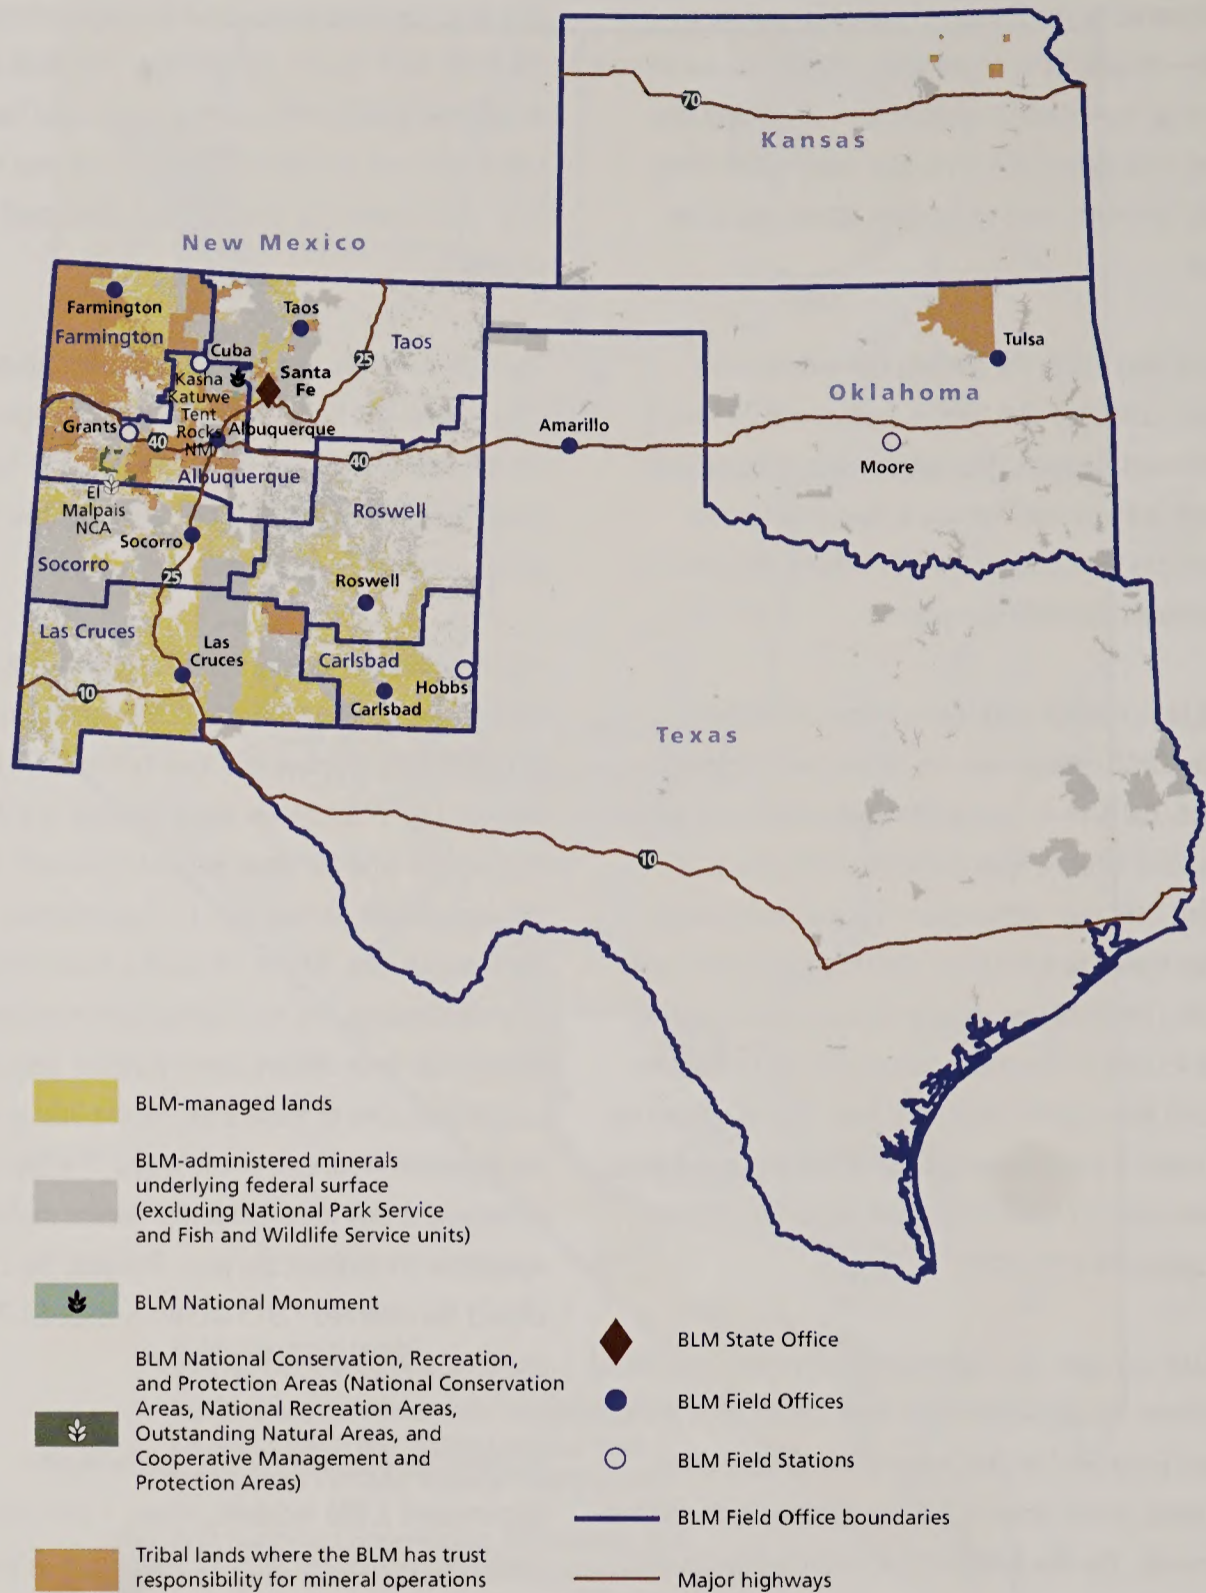 70
Kansas
New Mexico
Farmington
Farmington
Taos
Taos
Cuba
25
Santa
Fe
Kasha
Katuwe
Tent
Rocks
NM
Grants
40
Albuquerque
40
Albuquerque
El
Malpais
NCA
Socorro
Socorro
25
Roswell
Roswell
Las Cruces
Las
Cruces
10
Carlsbad
Hobbs
Carlsbad
Amarillo
Tulsa
Oklahoma
Moore
Texas
10
BLM-managed lands
BLM-administered minerals
underlying federal surface
(excluding National Park Service
and Fish and Wildlife Service units)
BLM National Monument
BLM National Conservation, Recreation,
and Protection Areas (National Conservation
Areas, National Recreation Areas,
Outstanding Natural Areas, and
Cooperative Management and
Protection Areas)
Tribal lands where the BLM has trust
responsibility for mineral operations
BLM State Office
BLM Field Offices
BLM Field Stations
BLM Field Office boundaries
Major highways